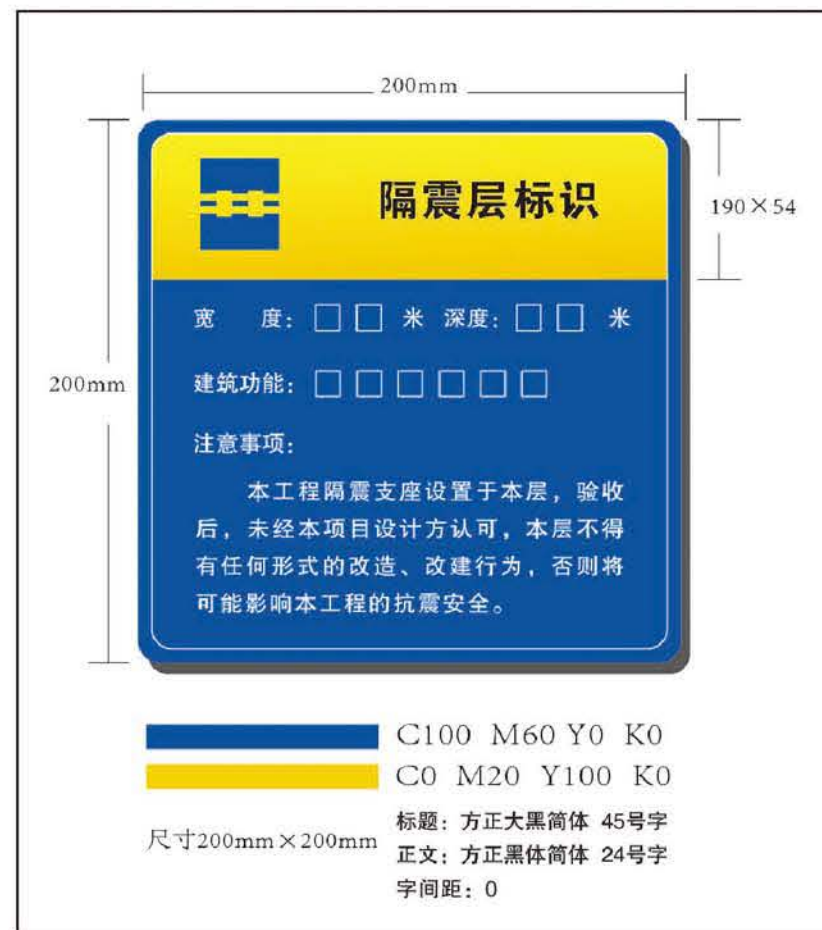 200mm
隔震层标识
190×54
宽 度：□□ 米 深度：□□ 米
200mm
建筑功能：□□□□□□
注意事项：
本工程隔震支座设置于本层，验收
后，未经本项目设计方认可，本层不得
有任何形式的改造、改建行为，否则将
可能影响本工程的抗震安全。
C100 M60 Y0 K0
C0 M20 Y100 K0
尺寸200mm×200mm
标题：方正大黑简体 45号字
正文：方正黑体简体 24号字
字间距：0